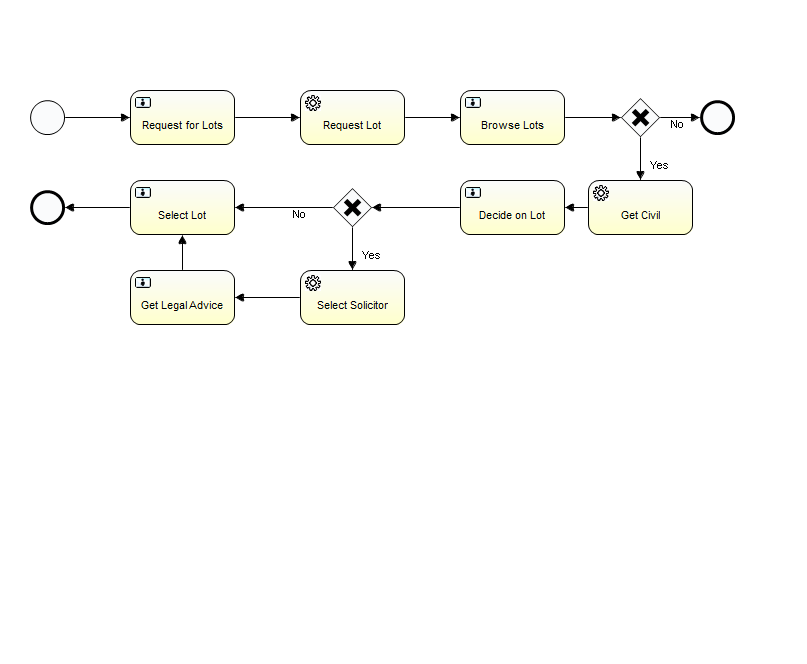 Request for Lots
Request Lot
Browse Lots
No
Yes
Select Lot
No
Decide on Lot
Get Civil
Yes
Get Legal Advice
Select Solicitor